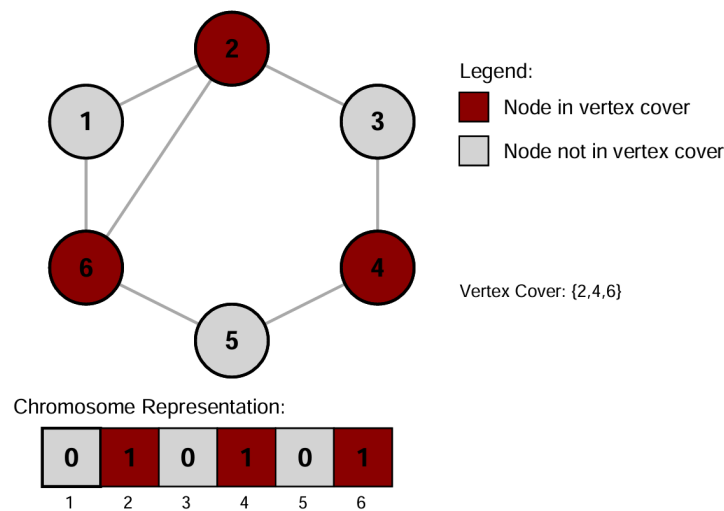 2
1
3
6
4
5
Legend:
Node in vertex cover
Node not in vertex cover
Vertex Cover: {2,4,6}
Chromosome Representation:
0 1 0 1 0 1
1 2 3 4 5 6